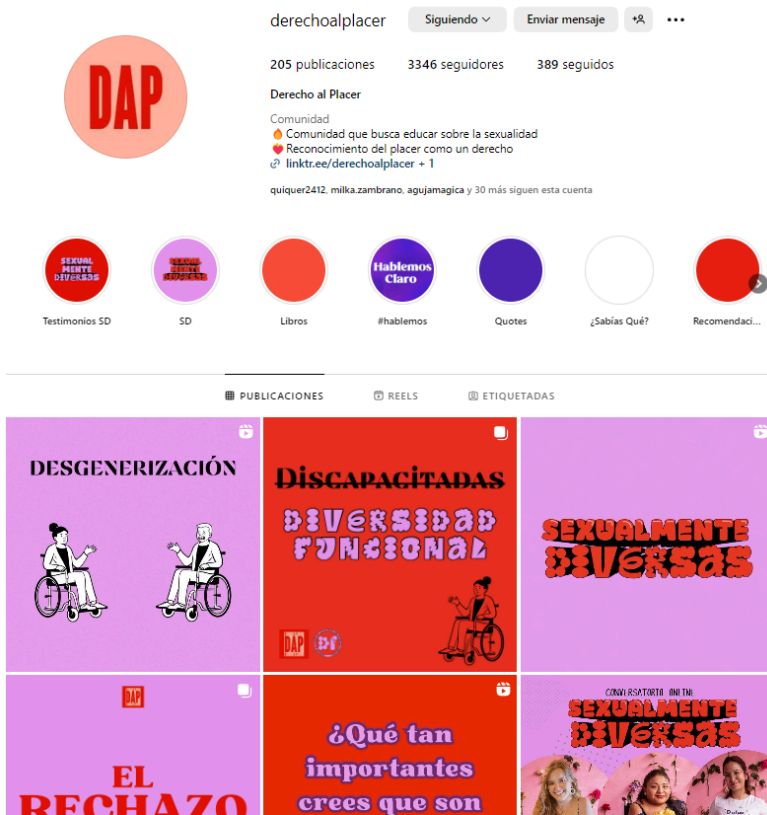 derechoalplacer
Siguiendo
Enviar mensaje
205 publicaciones
3346 seguidores
389 seguidos
Derecho al Placer
Comunidad
🔥 Comunidad que busca educar sobre la sexualidad
❤️‍🔥 Reconocimiento del placer como un derecho
linktr.ee/derechoalplacer + 1
quiquer2412, milka.zambrano, agujamagica y 30 más siguen esta cuenta
DAP
SEXUAL
MENTE
DIVERSAS
SEXUAL
MENTE
DIVERSAS
Hablemos
Claro
Testimonios SD
SD
Libros
#hablemos
Quotes
¿Sabías Qué?
Recomendaci...
PUBLICACIONES
REELS
ETIQUETADAS
DESGENERIZACIÓN
DISCAPACITADAS
DIVERSIDAD
FUNCIONAL
DAP
DF
SEXUALMENTE
DIVERSAS
DAP
EL
RECHAZO
¿Qué tan
importantes
crees que son
CONVERSATORIO ONLINE
SEXUALMENTE
DIVERSAS